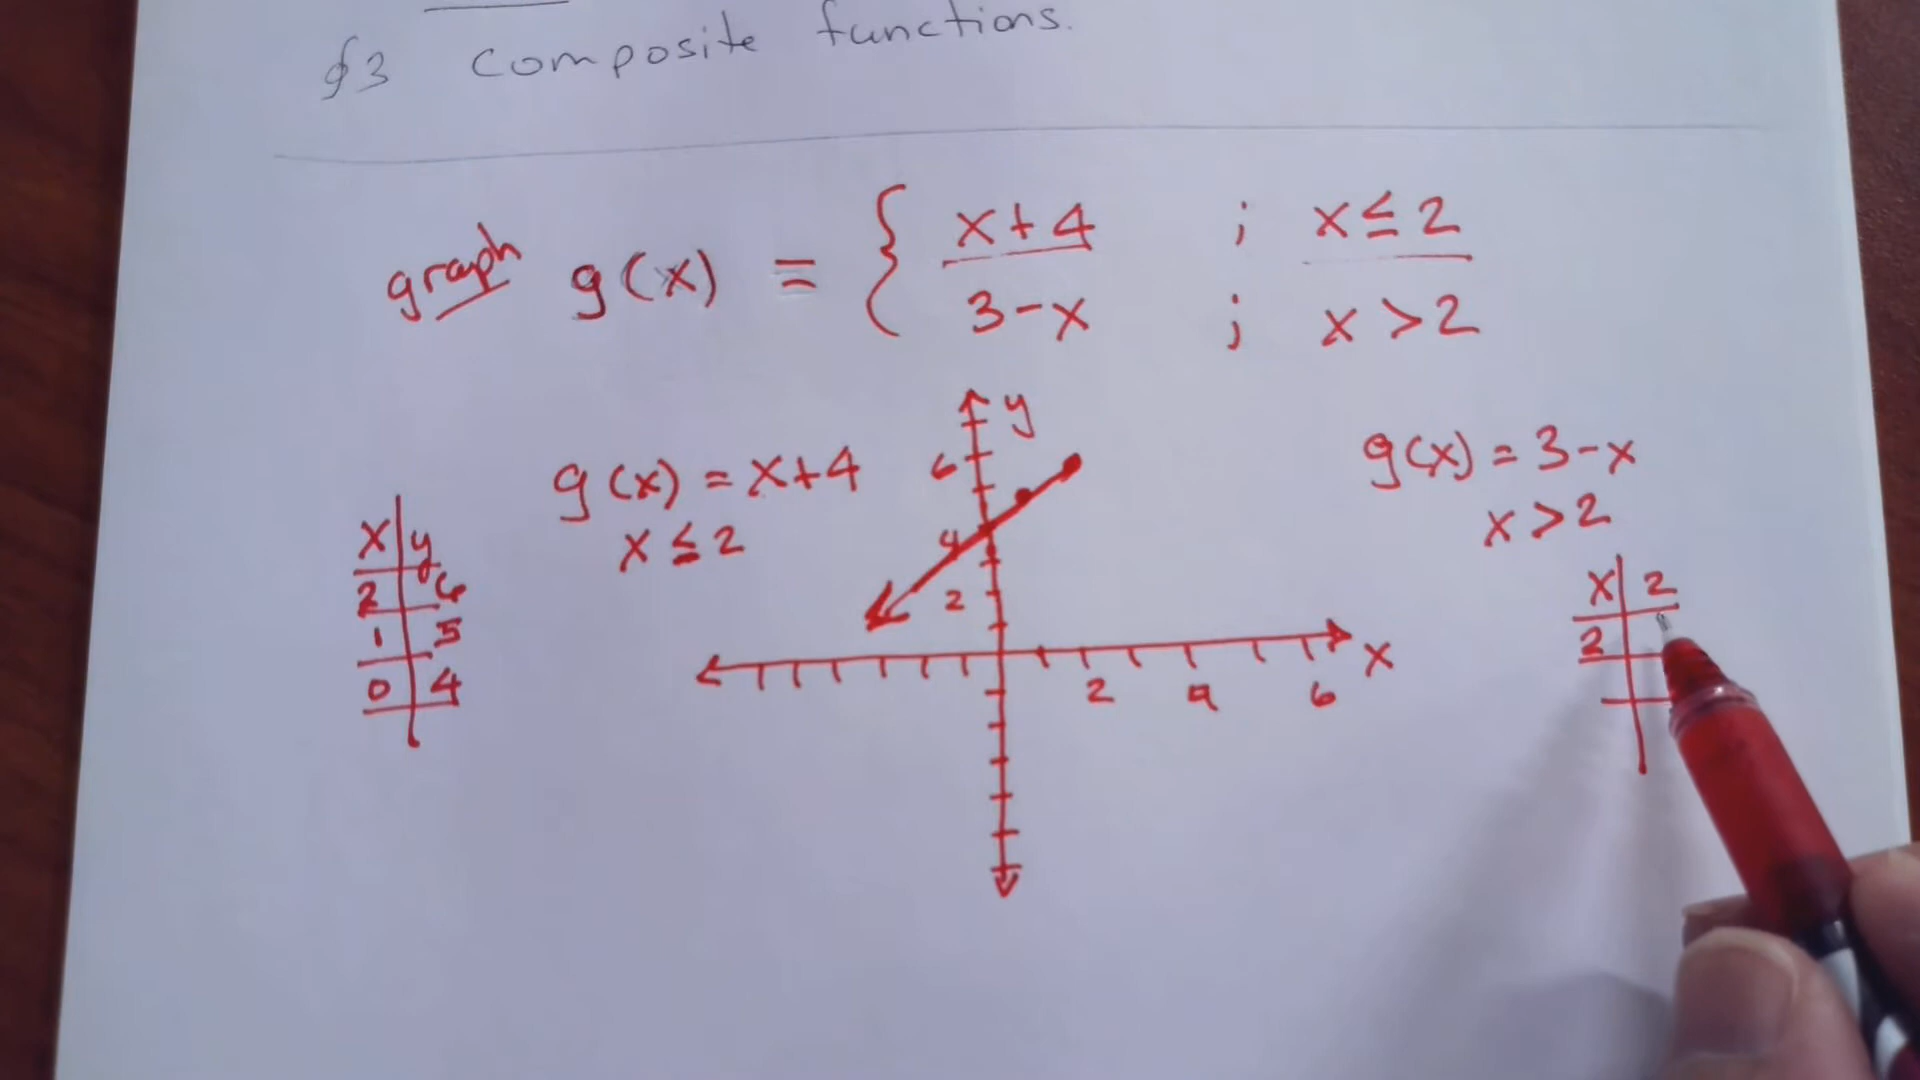 §3 Composite functions.
graph g(x) = { x+4 ; x≤2
3-x ; x>2
g(x) = x+4
x ≤ 2
x y
2 6
1 5
0 4
y
6
4
2
2 4 6 x
g(x) = 3-x
x > 2
x 2
2